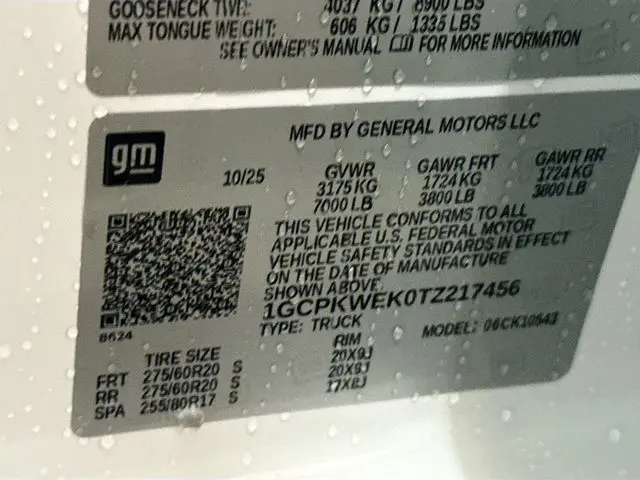 GOOSENECK TWR: 4037 KG / 8900 LBS
MAX TONGUE WEIGHT: 606 KG / 1335 LBS
SEE OWNER'S MANUAL FOR MORE INFORMATION
gm
MFD BY GENERAL MOTORS LLC
10/25
GVWR GAWR FRT GAWR RR
3175 KG 1724 KG 1724 KG
7000 LB 3800 LB 3800 LB
THIS VEHICLE CONFORMS TO ALL
APPLICABLE U.S. FEDERAL MOTOR
VEHICLE SAFETY STANDARDS IN EFFECT
ON THE DATE OF MANUFACTURE
SHOWN ABOVE.
1GCPKWEK0TZ217456
TYPE: TRUCK MODEL: 06CK10543
8624
TIRE SIZE RIM
FRT 275/60R20 S 20X9J
RR 275/60R20 S 20X9J
SPA 255/80R17 S 17X8J